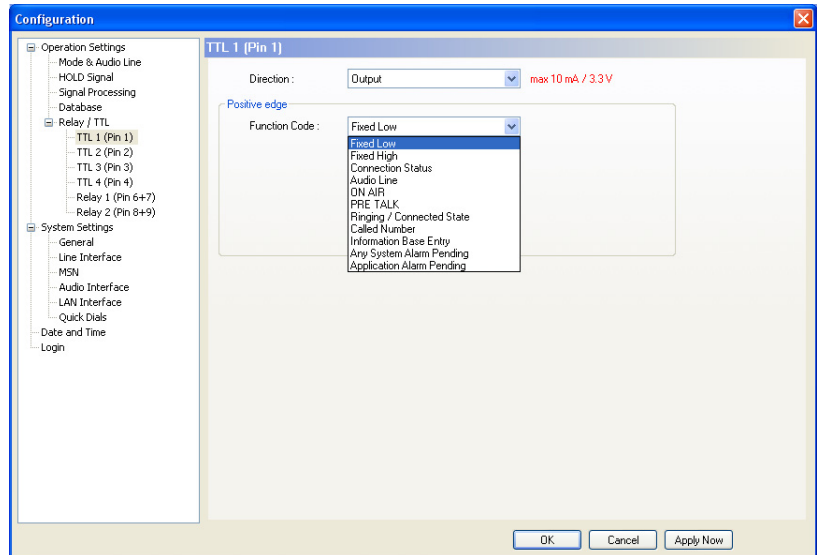 Configuration
Operation Settings
Mode & Audio Line
HOLD Signal
Signal Processing
Database
Relay / TTL
TTL 1 (Pin 1)
TTL 2 (Pin 2)
TTL 3 (Pin 3)
TTL 4 (Pin 4)
Relay 1 (Pin 6+7)
Relay 2 (Pin 8+9)
System Settings
General
Line Interface
MSN
Audio Interface
LAN Interface
Quick Dials
Date and Time
Login
TTL 1 (Pin 1)
Direction : Output max 10 mA / 3.3 V
Positive edge
Function Code : Fixed Low
Fixed Low
Fixed High
Connection Status
Audio Line
ON AIR
PRE TALK
Ringing / Connected State
Called Number
Information Base Entry
Any System Alarm Pending
Application Alarm Pending
OK Cancel Apply Now